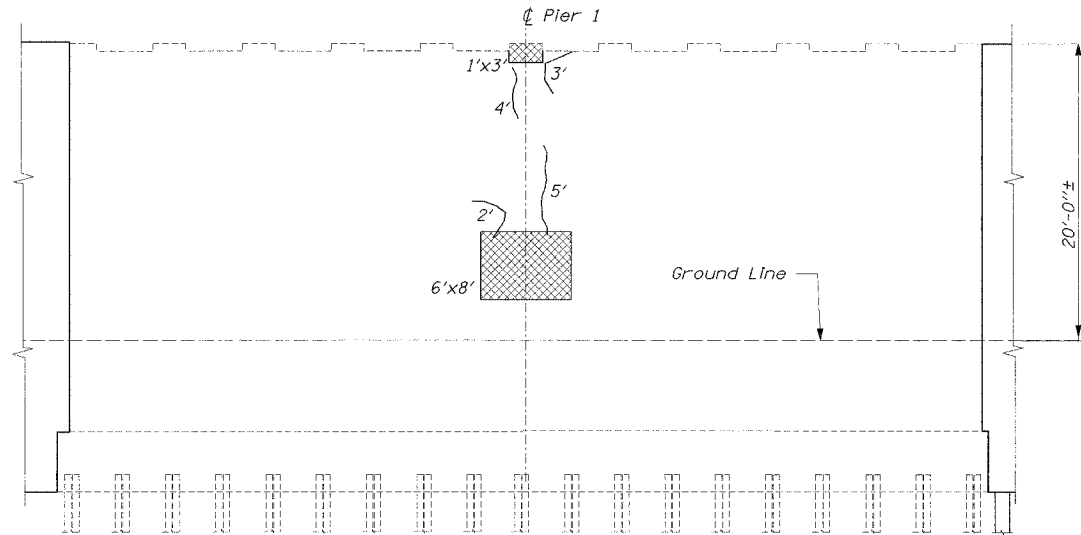 ℄ Pier 1
1'x3'
3'
4'
5'
2'
6'x8'
Ground Line
20'-0"±